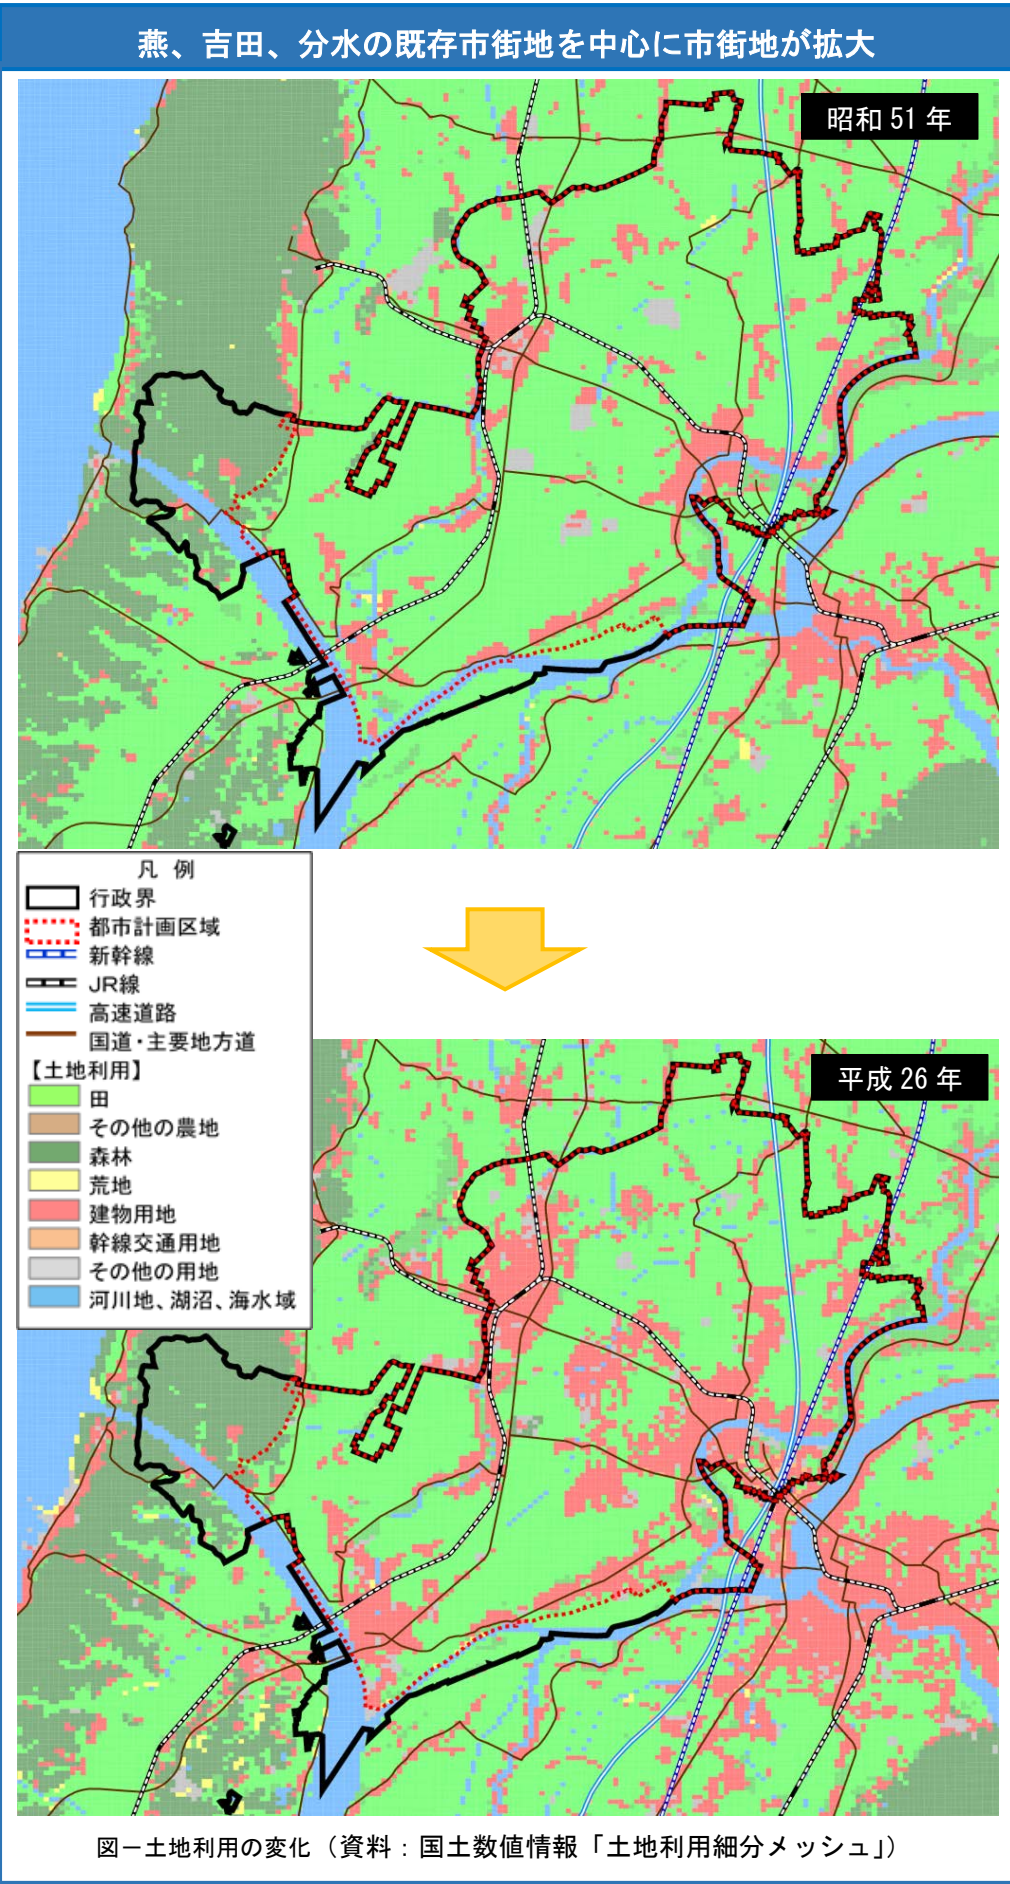 燕、吉田、分水の既存市街地を中心に市街地が拡大
昭和 51 年
凡 例
行政界
都市計画区域
新幹線
JR線
高速道路
国道・主要地方道
【土地利用】
田
その他の農地
森林
荒地
建物用地
幹線交通用地
その他の用地
河川地、湖沼、海水域
平成 26 年
図－土地利用の変化（資料：国土数値情報「土地利用細分メッシュ」）